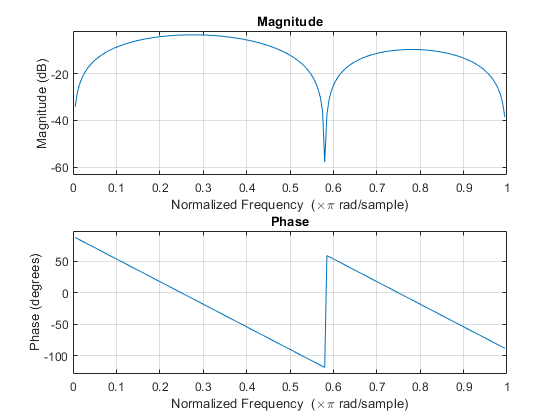 Magnitude
Magnitude (dB)
-20
-40
-60
0 0.1 0.2 0.3 0.4 0.5 0.6 0.7 0.8 0.9 1
Normalized Frequency (×π rad/sample)
Phase
Phase (degrees)
50
0
-50
-100
0 0.1 0.2 0.3 0.4 0.5 0.6 0.7 0.8 0.9 1
Normalized Frequency (×π rad/sample)